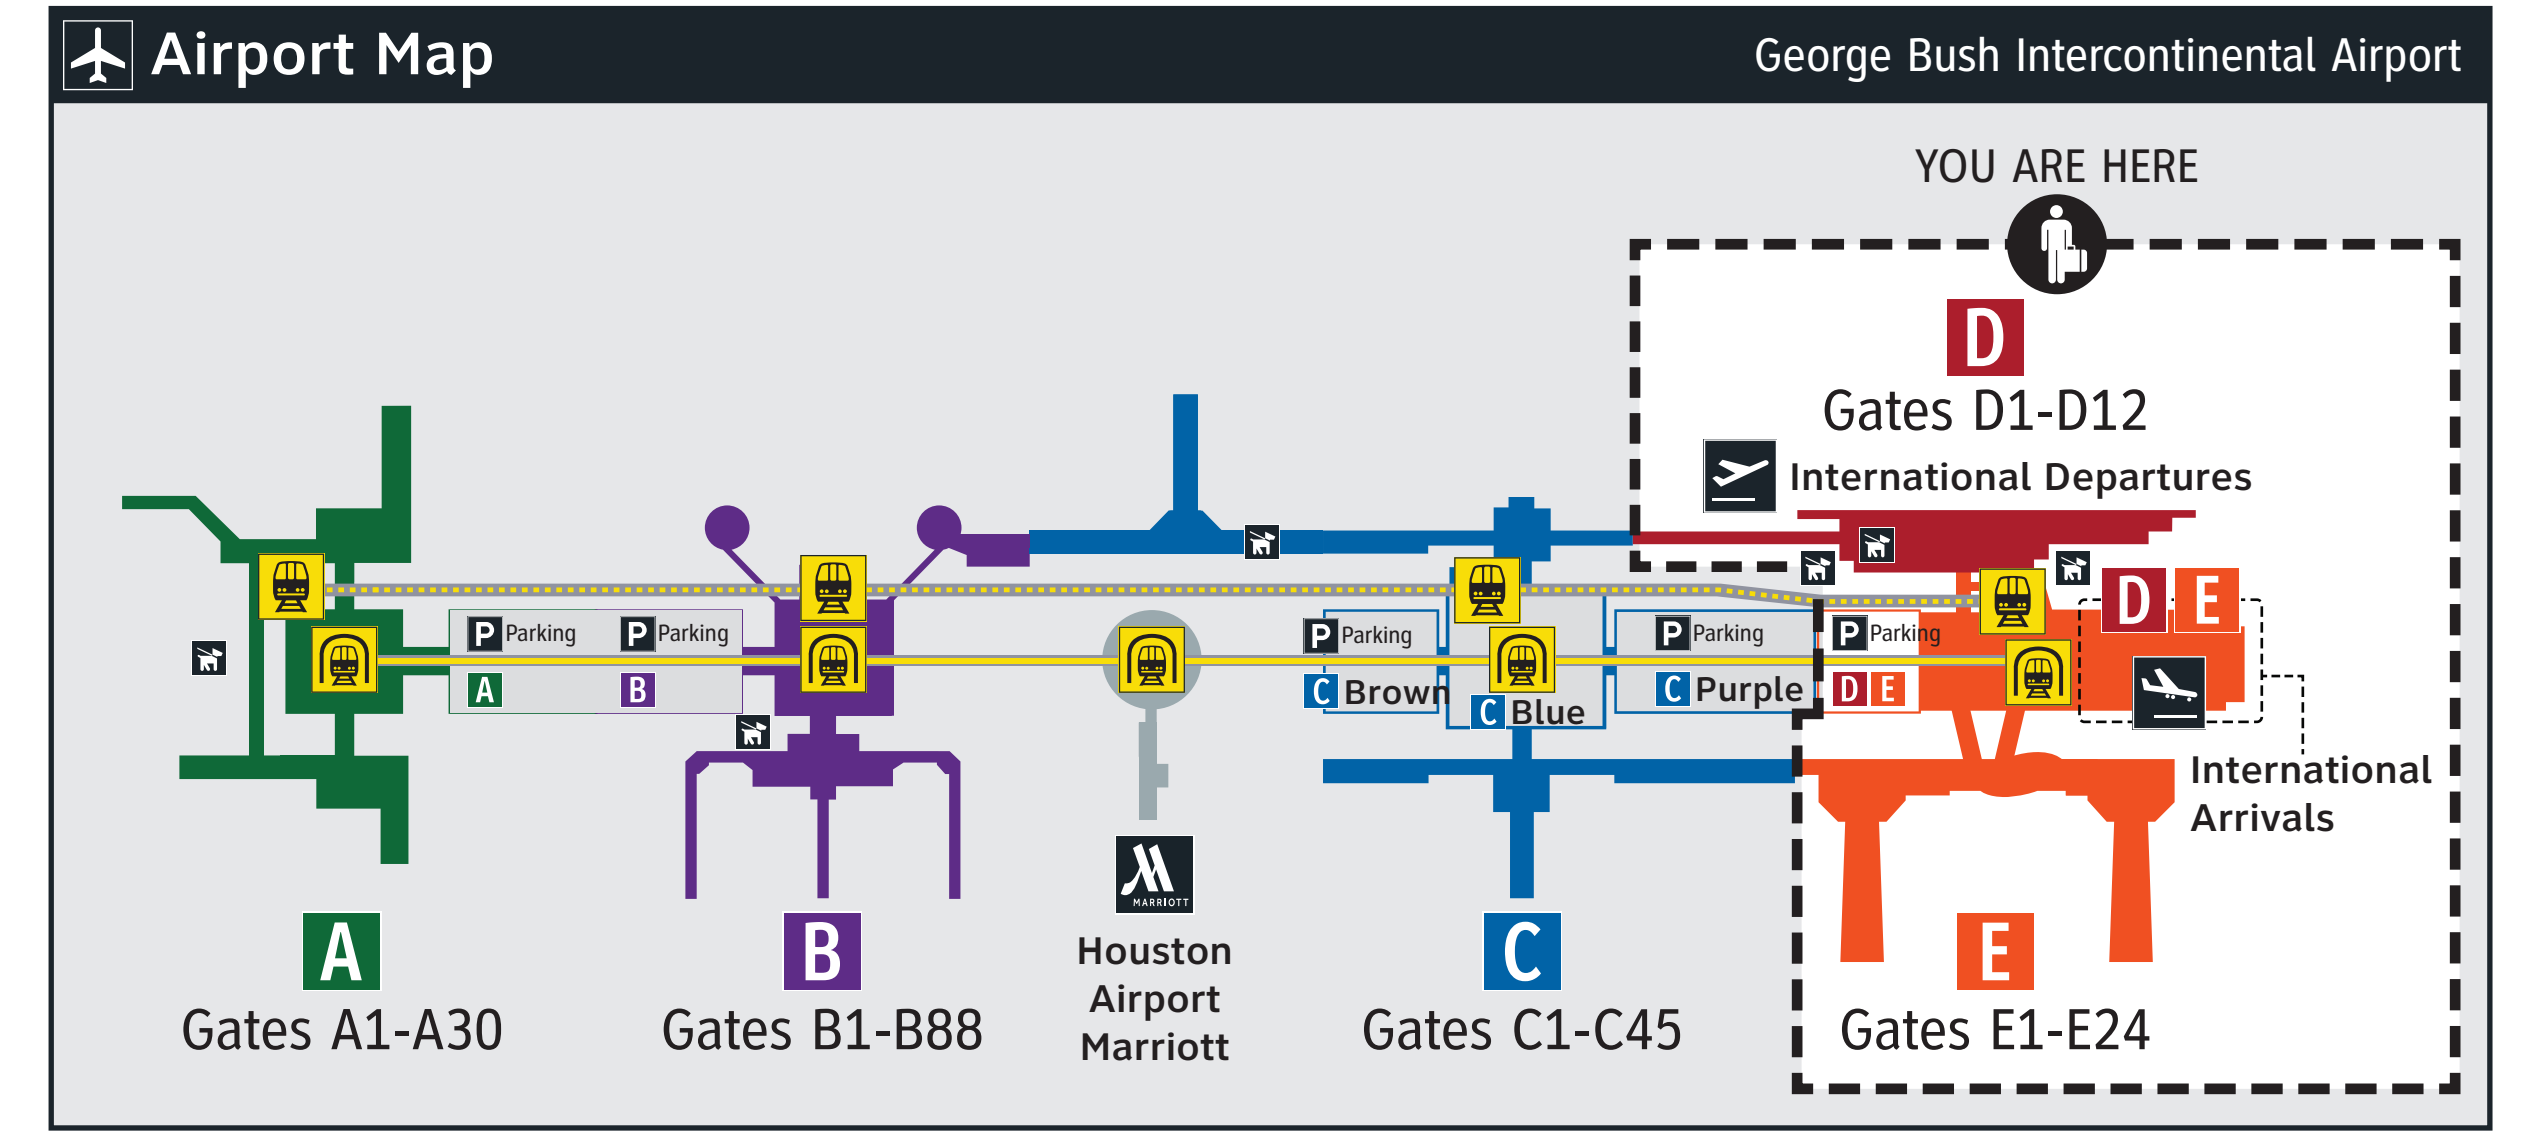 Airport Map
George Bush Intercontinental Airport
YOU ARE HERE
D
Gates D1-D12
International Departures
D E
P Parking
P Parking
P Parking
P Parking
P Parking
A
B
C Brown
C Blue
C Purple
D E
International
Arrivals
MARRIOTT
Houston
Airport
Marriott
A
Gates A1-A30
B
Gates B1-B88
C
Gates C1-C45
E
Gates E1-E24